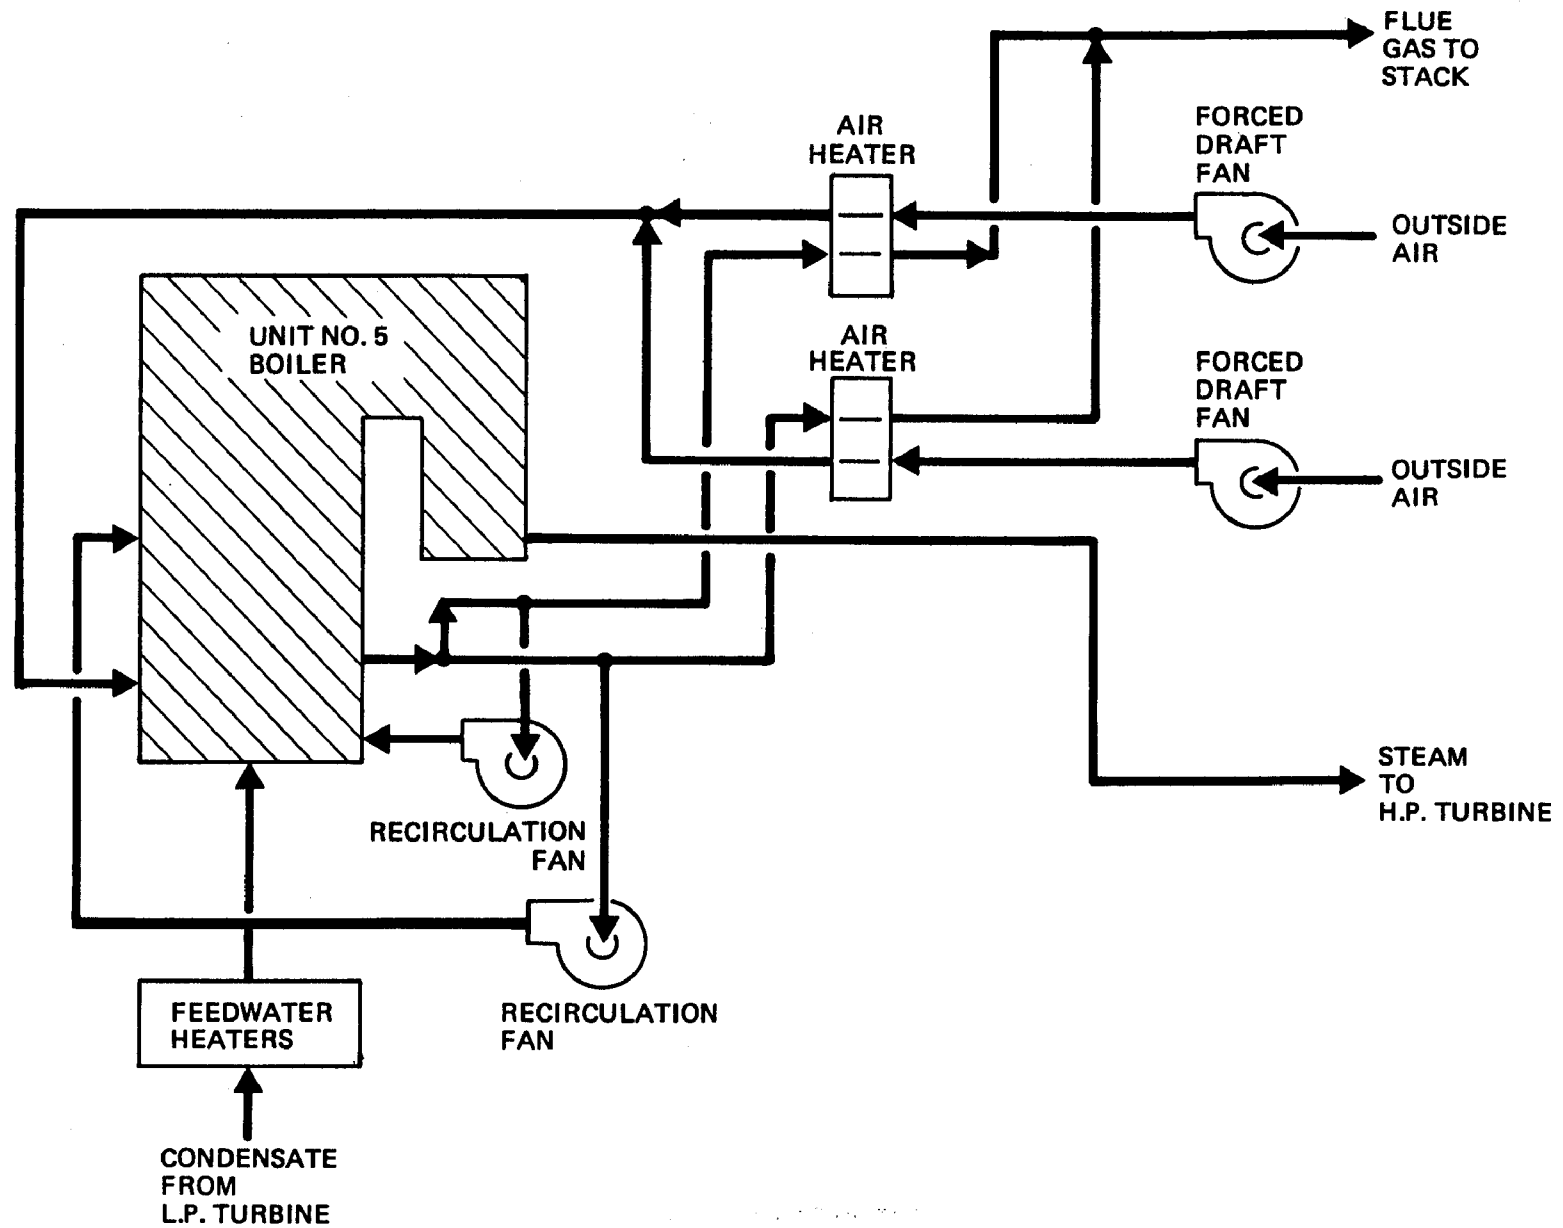 FLUE
GAS TO
STACK
AIR
HEATER
FORCED
DRAFT
FAN
OUTSIDE
AIR
UNIT NO. 5
BOILER
AIR
HEATER
FORCED
DRAFT
FAN
OUTSIDE
AIR
STEAM
TO
H.P. TURBINE
RECIRCULATION
FAN
RECIRCULATION
FAN
FEEDWATER
HEATERS
CONDENSATE
FROM
L.P. TURBINE